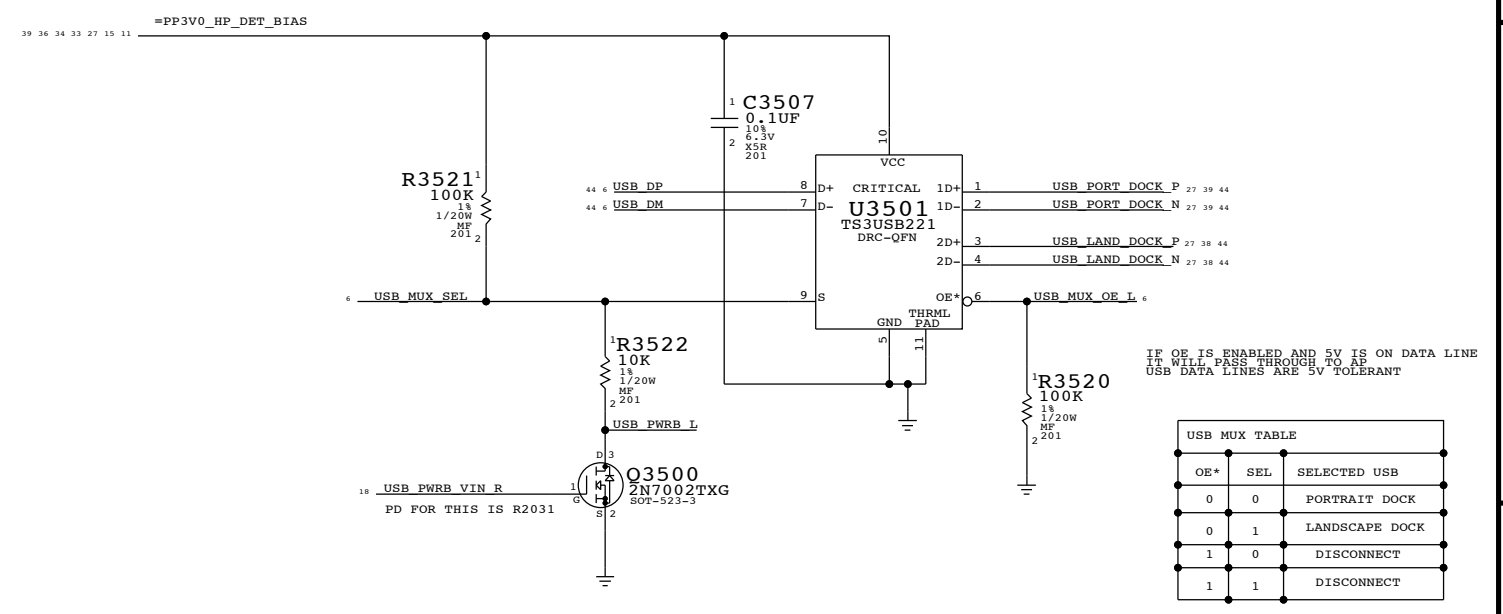 =PP3V0_HP_DET_BIAS
39 36 34 33 27 15 11
1
C3507
0.1UF
10%
6.3V
X5R
201
2
10
VCC
R3521
1
100K
1%
1/20W
MF
201
2
44 6 USB_DP
8 D+
CRITICAL
1D+ 1
USB_PORT_DOCK_P 27 39 44
44 6 USB_DM
7 D-
U3501
1D- 2
USB_PORT_DOCK_N 27 39 44
TS3USB221
DRC-QFN
2D+ 3
USB_LAND_DOCK_P 27 38 44
2D- 4
USB_LAND_DOCK_N 27 38 44
6 USB_MUX_SEL
9 S
OE* 6
USB_MUX_OE_L 6
GND
THRML
PAD
5
11
1
R3522
10K
1%
1/20W
MF
201
2
IF OE IS ENABLED AND 5V IS ON DATA LINE
IT WILL PASS THROUGH TO AP
USB DATA LINES ARE 5V TOLERANT
1
R3520
100K
1%
1/20W
MF
201
2
USB_PWRB_L
D 3
Q3500
2N7002TXG
SOT-523-3
18 USB_PWRB_VIN_R
1
G
PD FOR THIS IS R2031
S 2
USB MUX TABLE
OE* SEL SELECTED USB
0 0 PORTRAIT DOCK
0 1 LANDSCAPE DOCK
1 0 DISCONNECT
1 1 DISCONNECT